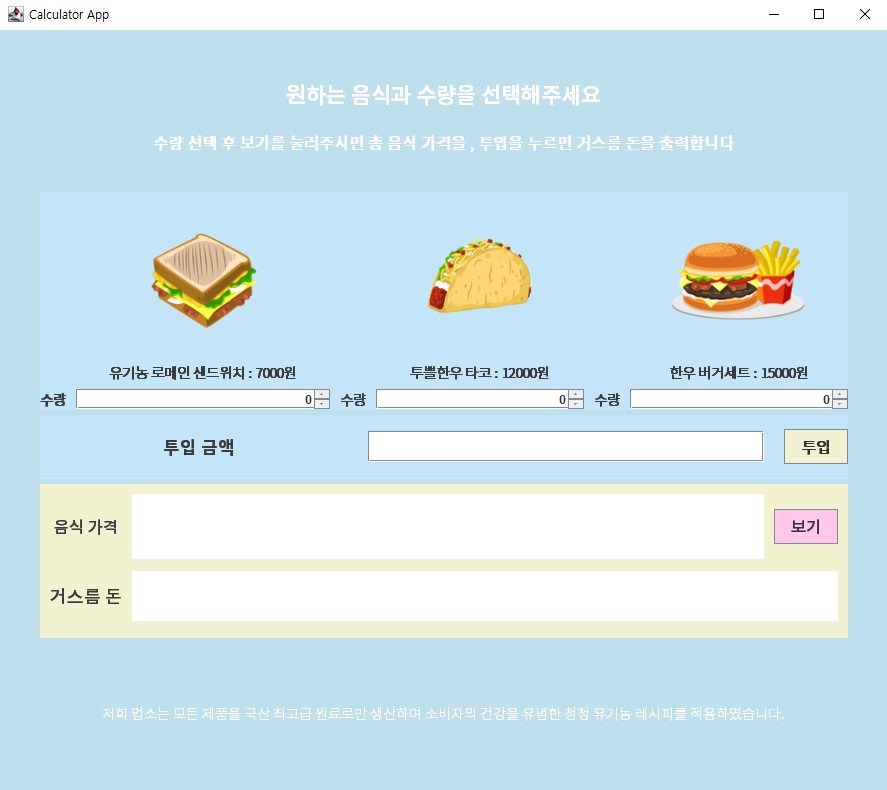 Calculator App
원하는 음식과 수량을 선택해주세요
수량 선택 후 보기를 눌러주시면 총 음식 가격을 , 투입을 누르면 거스름 돈을 출력합니다
유기농 로메인 샌드위치 : 7000원
투쁠한우 타코 : 12000원
한우 버거세트 : 15000원
수량 0
수량 0
수량 0
투입 금액
투입
음식 가격
보기
거스름 돈
저희 업소는 모든 제품을 국산 최고급 원료로만 생산하며 소비자의 건강을 유념한 청청 유기농 레시피를 적용하였습니다.